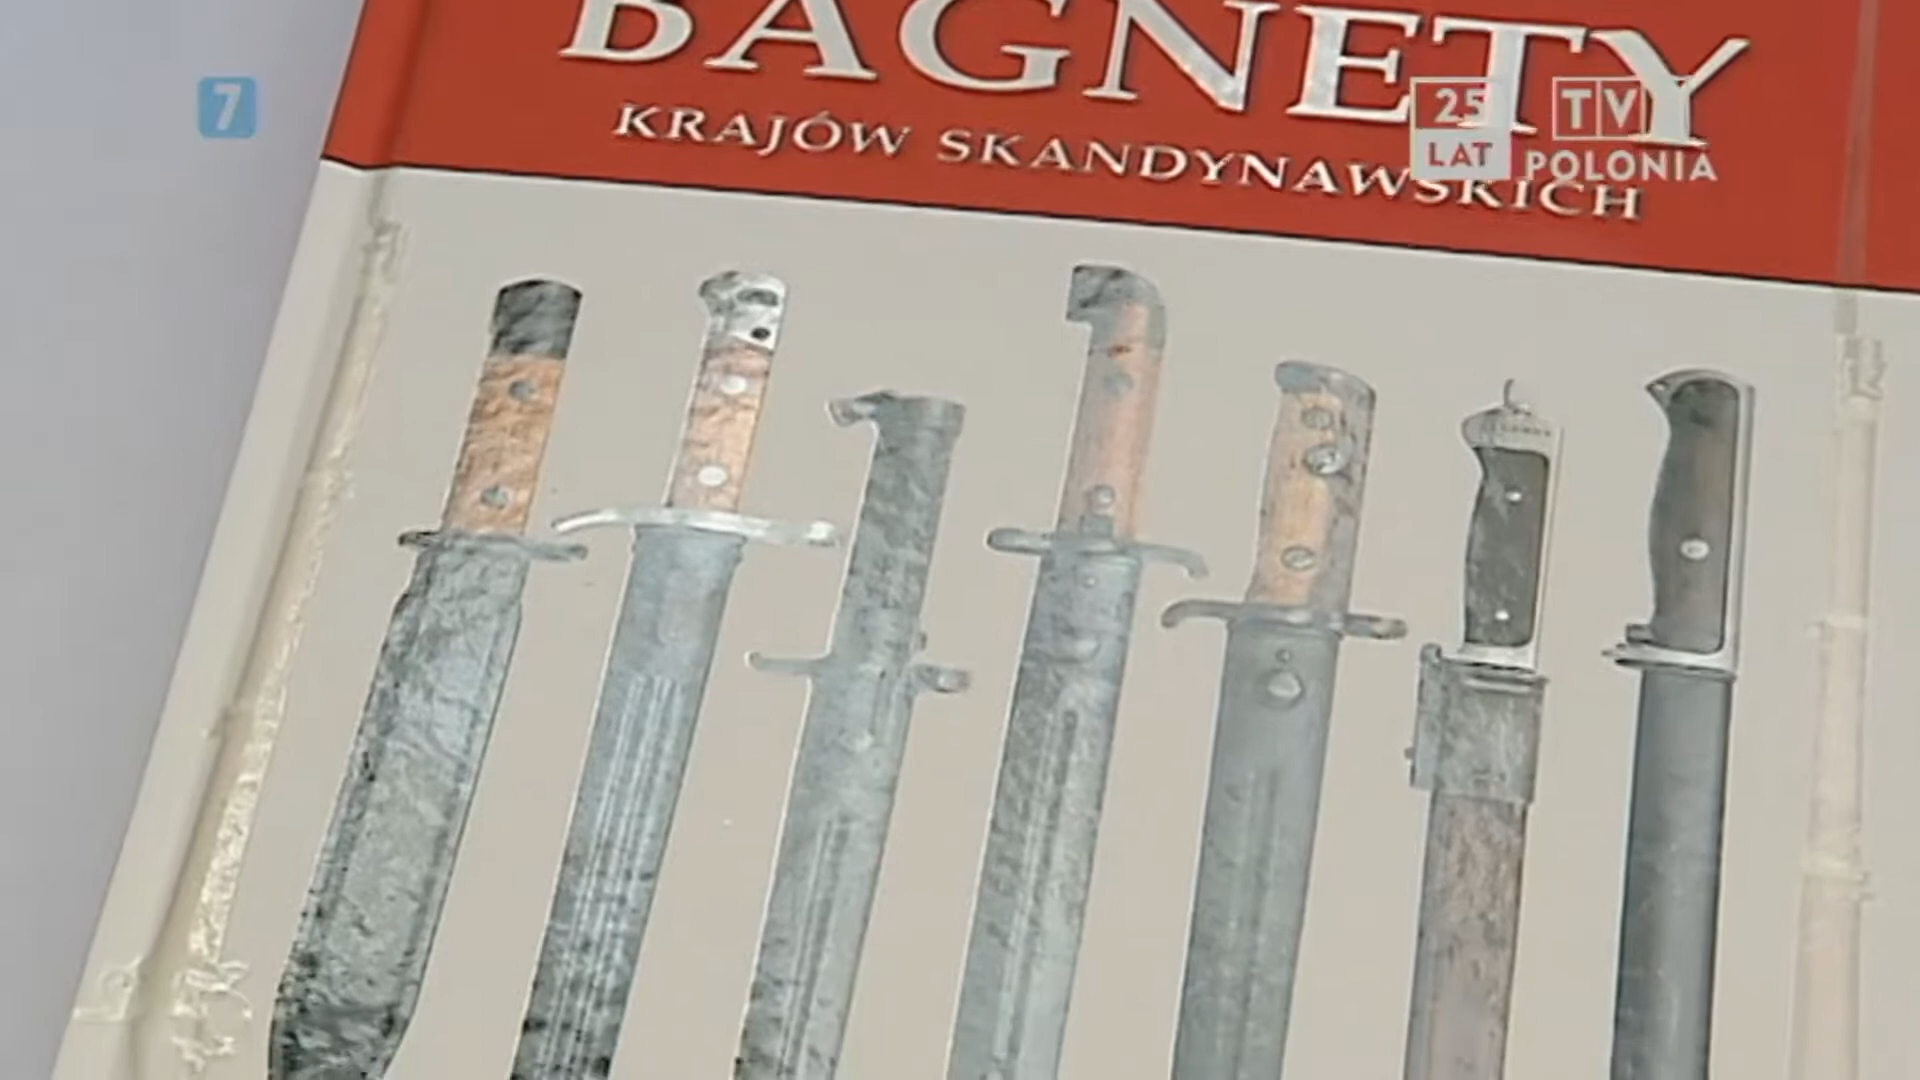 BAGNETY
KRAJÓW SKANDYNAWSKICH
7
25 LAT
TV
POLONIA